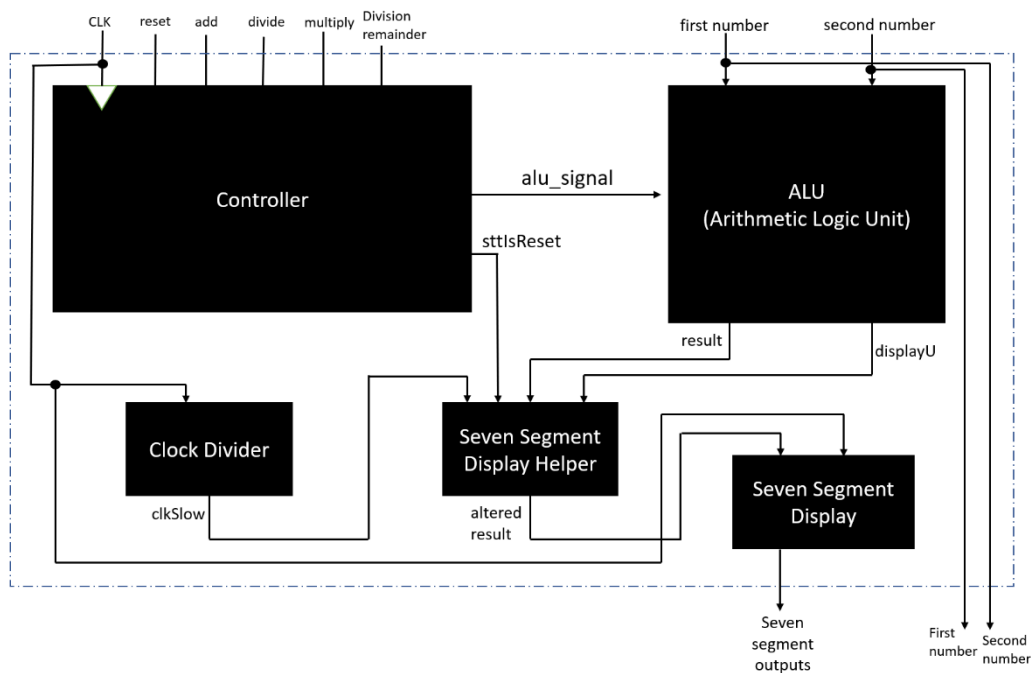 CLK
reset
add
divide
multiply
Division
remainder
first number
second number
Controller
alu_signal
ALU
(Arithmetic Logic Unit)
sttIsReset
result
displayU
Clock Divider
Seven Segment
Display Helper
Seven Segment
Display
clkSlow
altered
result
Seven
segment
outputs
First
number
Second
number